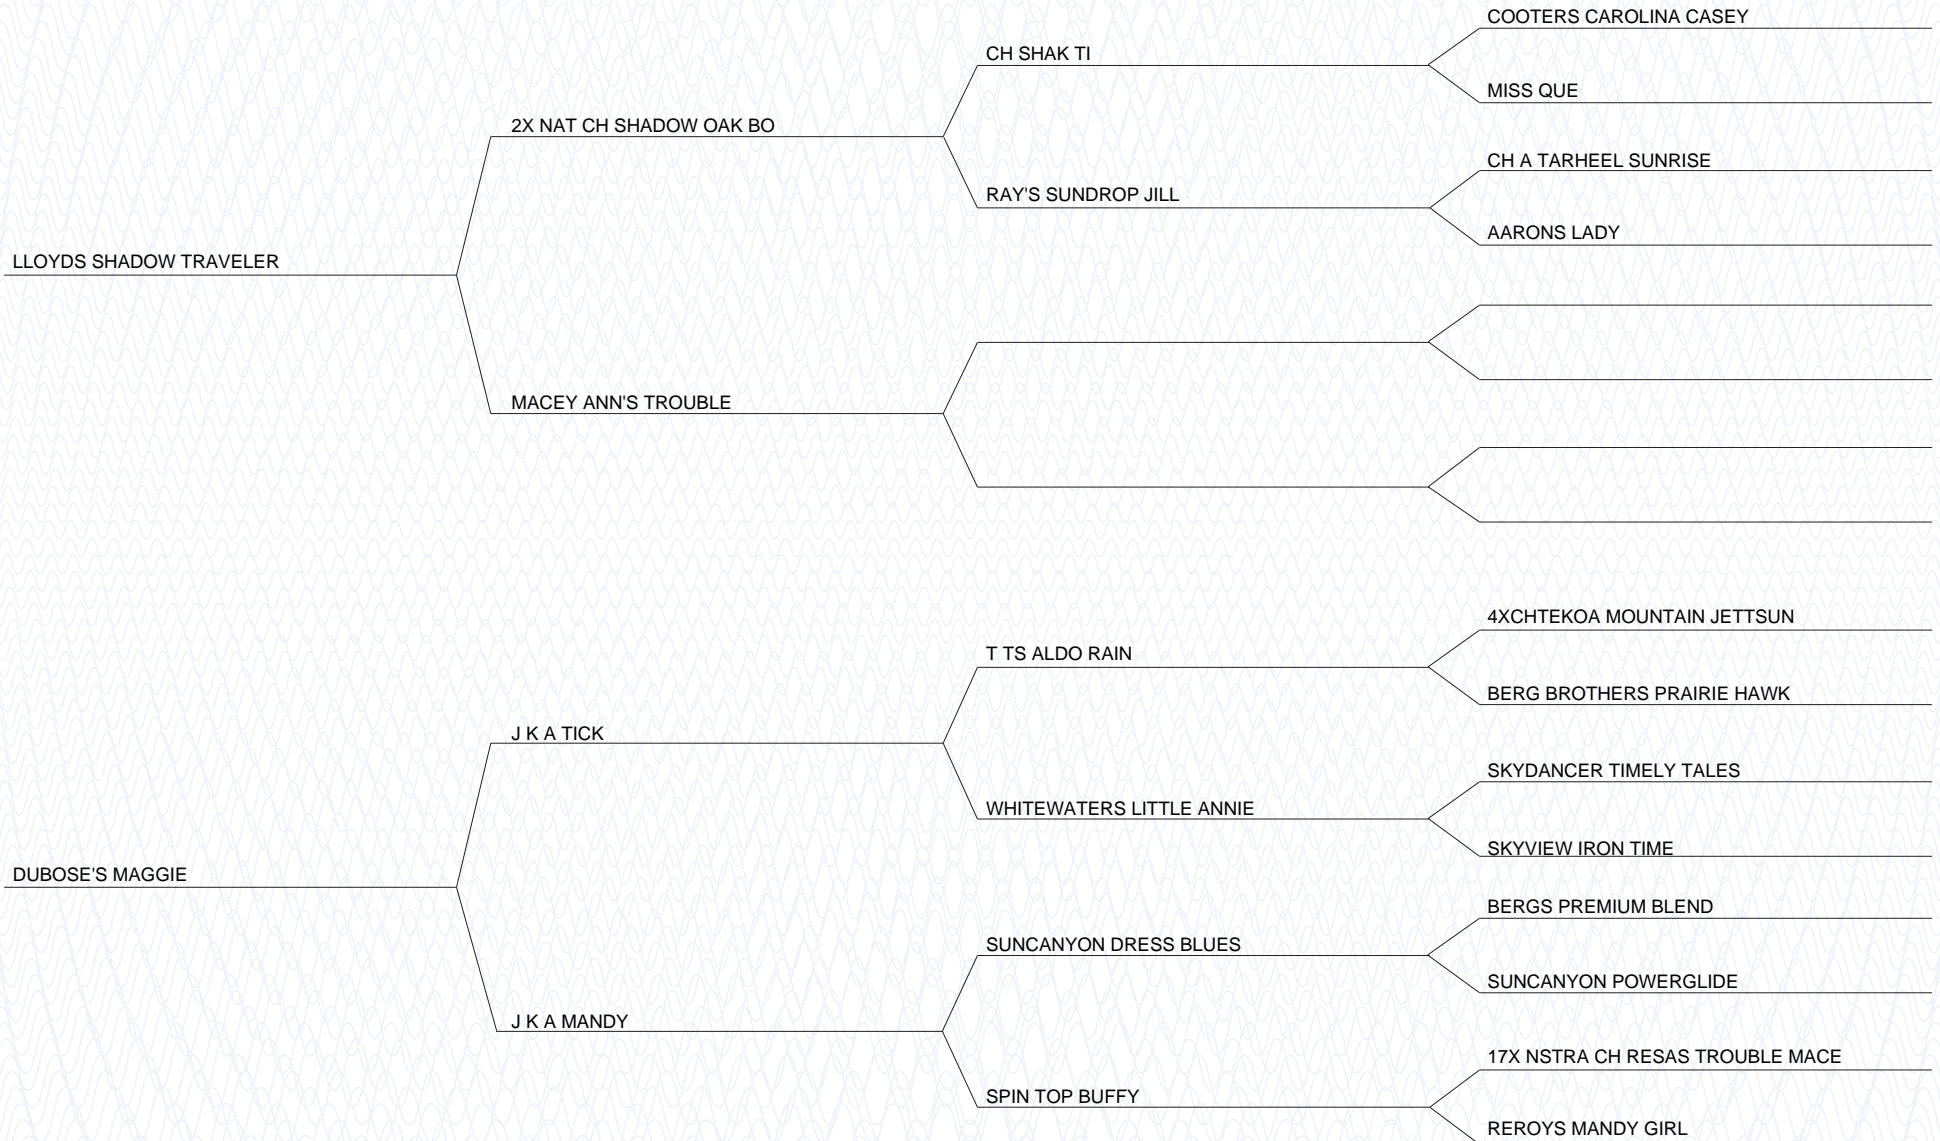 COOTERS CAROLINA CASEY
CH SHAK TI
MISS QUE
2X NAT CH SHADOW OAK BO
CH A TARHEEL SUNRISE
RAY'S SUNDROP JILL
AARONS LADY
LLOYDS SHADOW TRAVELER
MACEY ANN'S TROUBLE
4XCHTEKOA MOUNTAIN JETTSUN
T TS ALDO RAIN
BERG BROTHERS PRAIRIE HAWK
J K A TICK
SKYDANCER TIMELY TALES
WHITEWATERS LITTLE ANNIE
SKYVIEW IRON TIME
DUBOSE'S MAGGIE
BERGS PREMIUM BLEND
SUNCANYON DRESS BLUES
SUNCANYON POWERGLIDE
J K A MANDY
17X NSTRA CH RESAS TROUBLE MACE
SPIN TOP BUFFY
REROYS MANDY GIRL